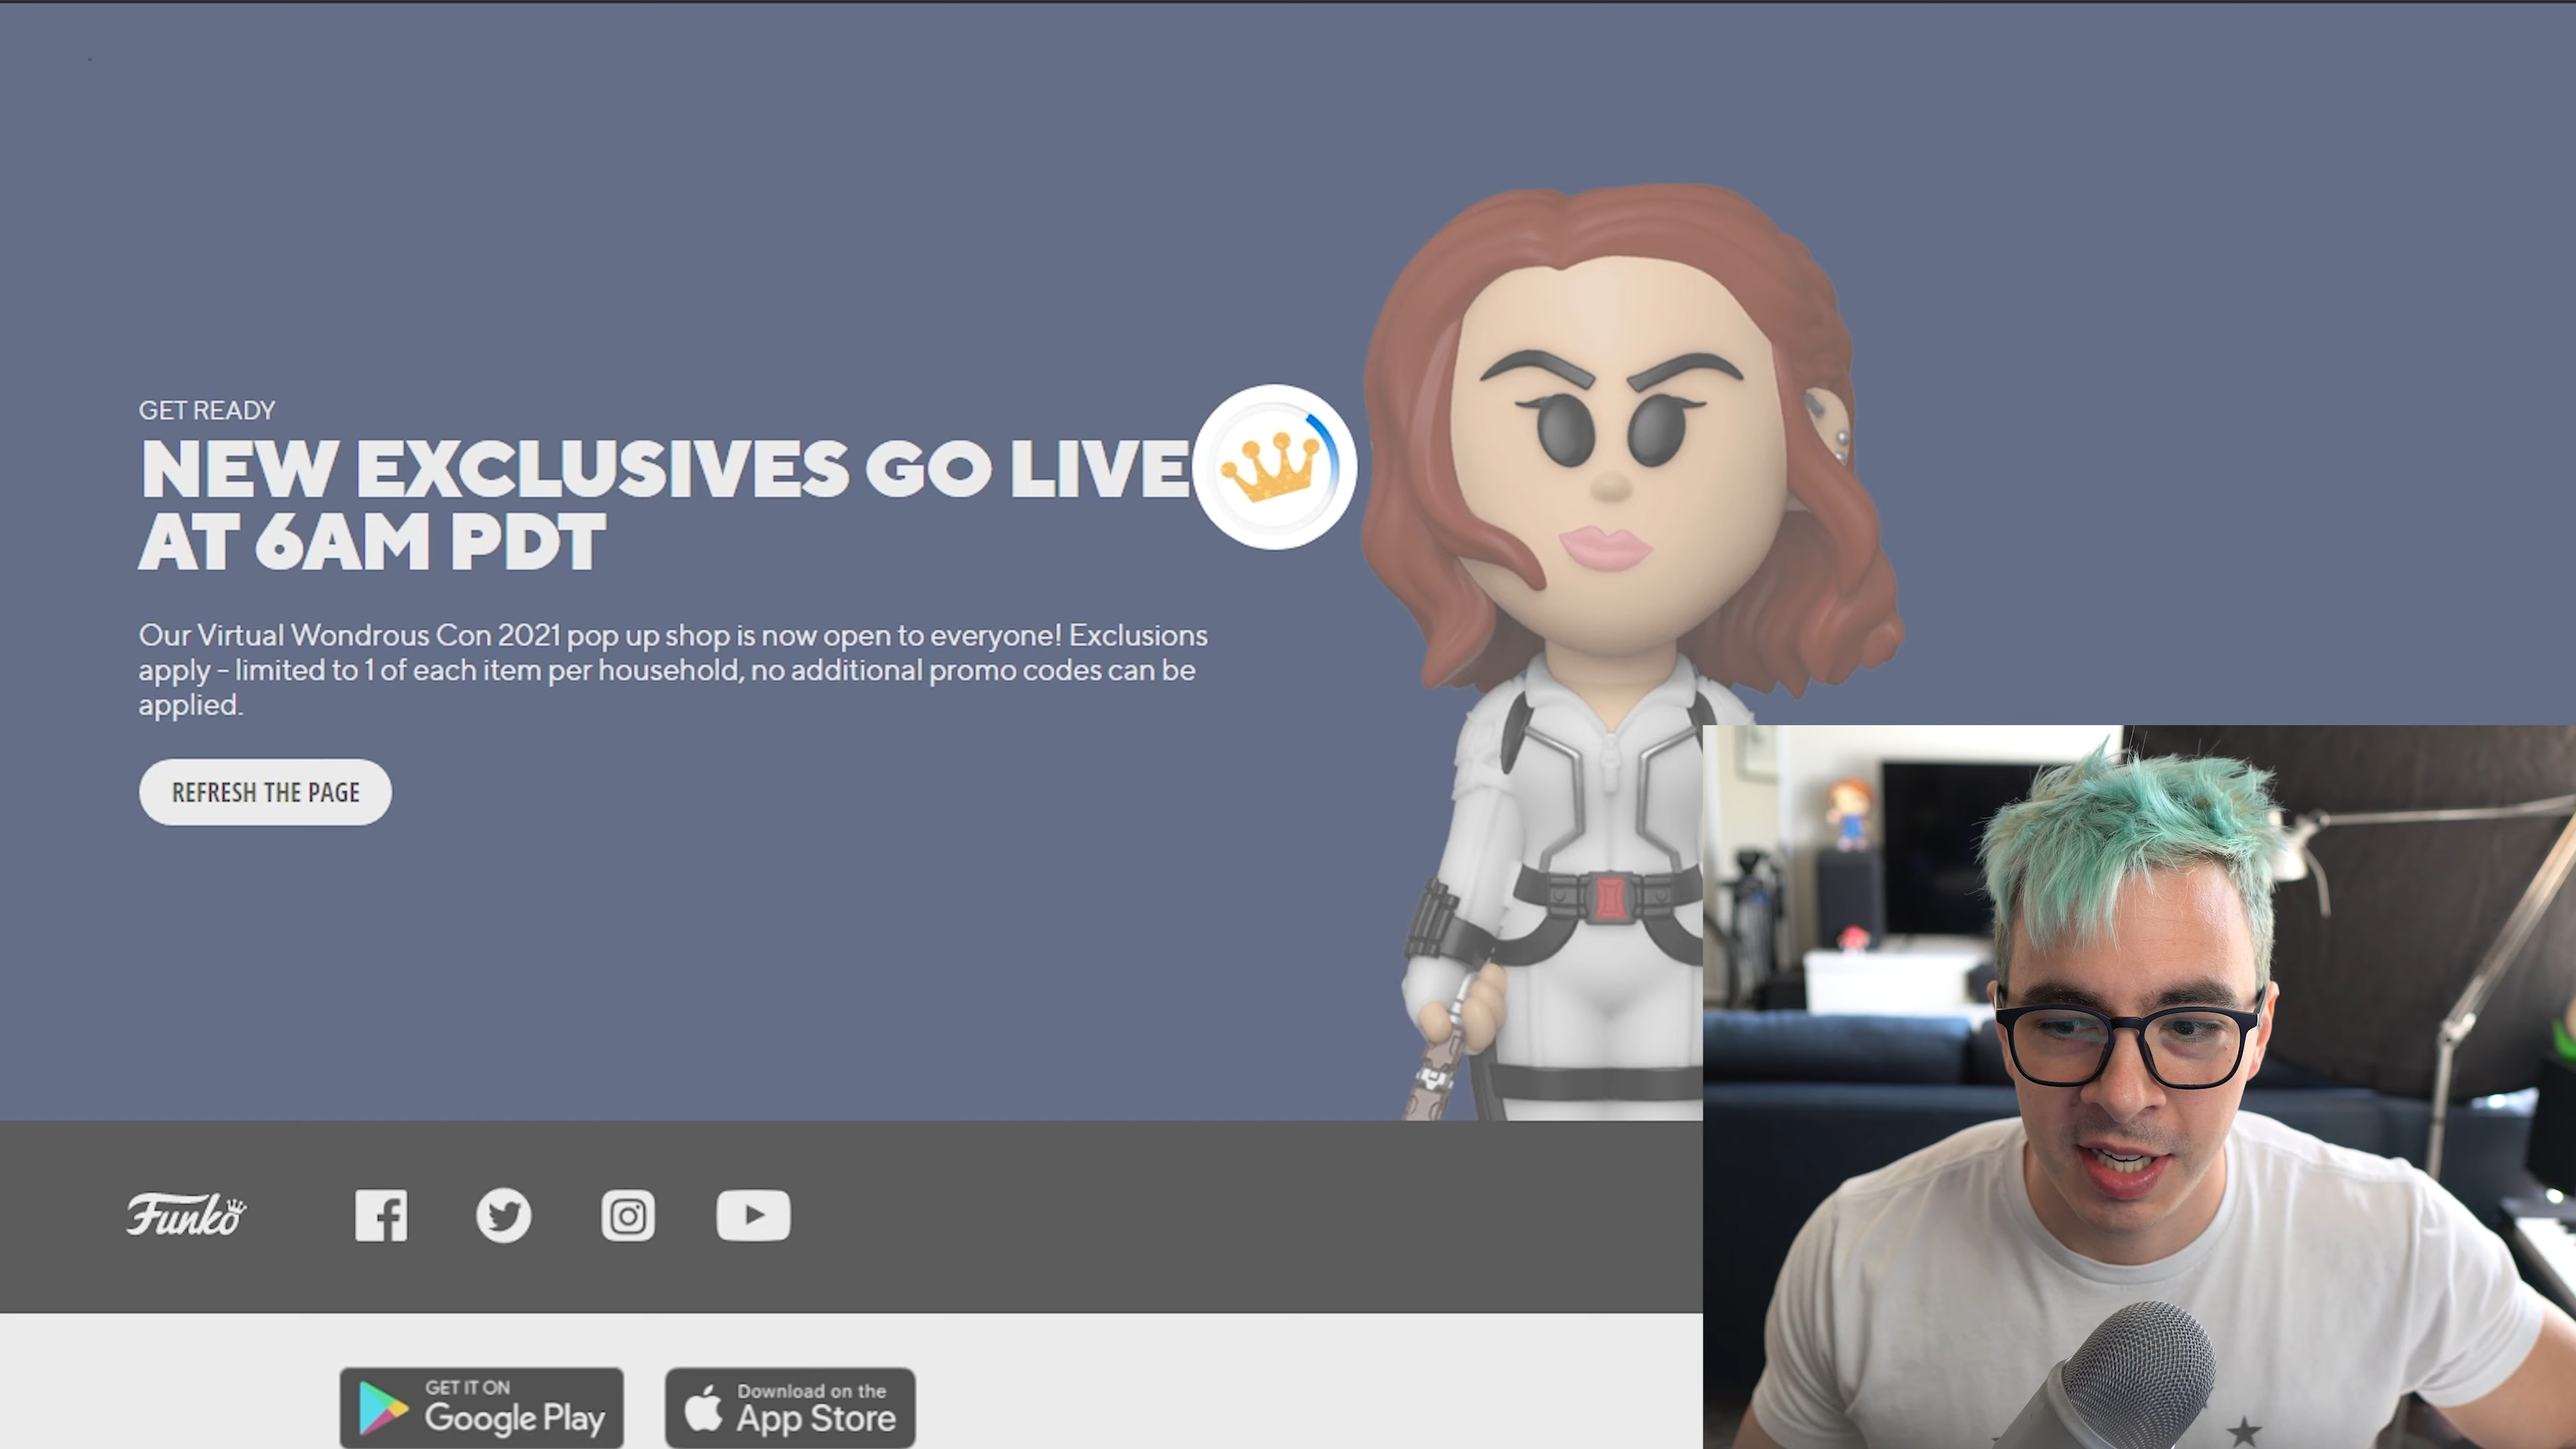 GET READY
NEW EXCLUSIVES GO LIVE
AT 6AM PDT
Our Virtual Wondrous Con 2021 pop up shop is now open to everyone! Exclusions
apply - limited to 1 of each item per household, no additional promo codes can be
applied.
REFRESH THE PAGE
Funko
GET IT ON
Google Play
Download on the
App Store